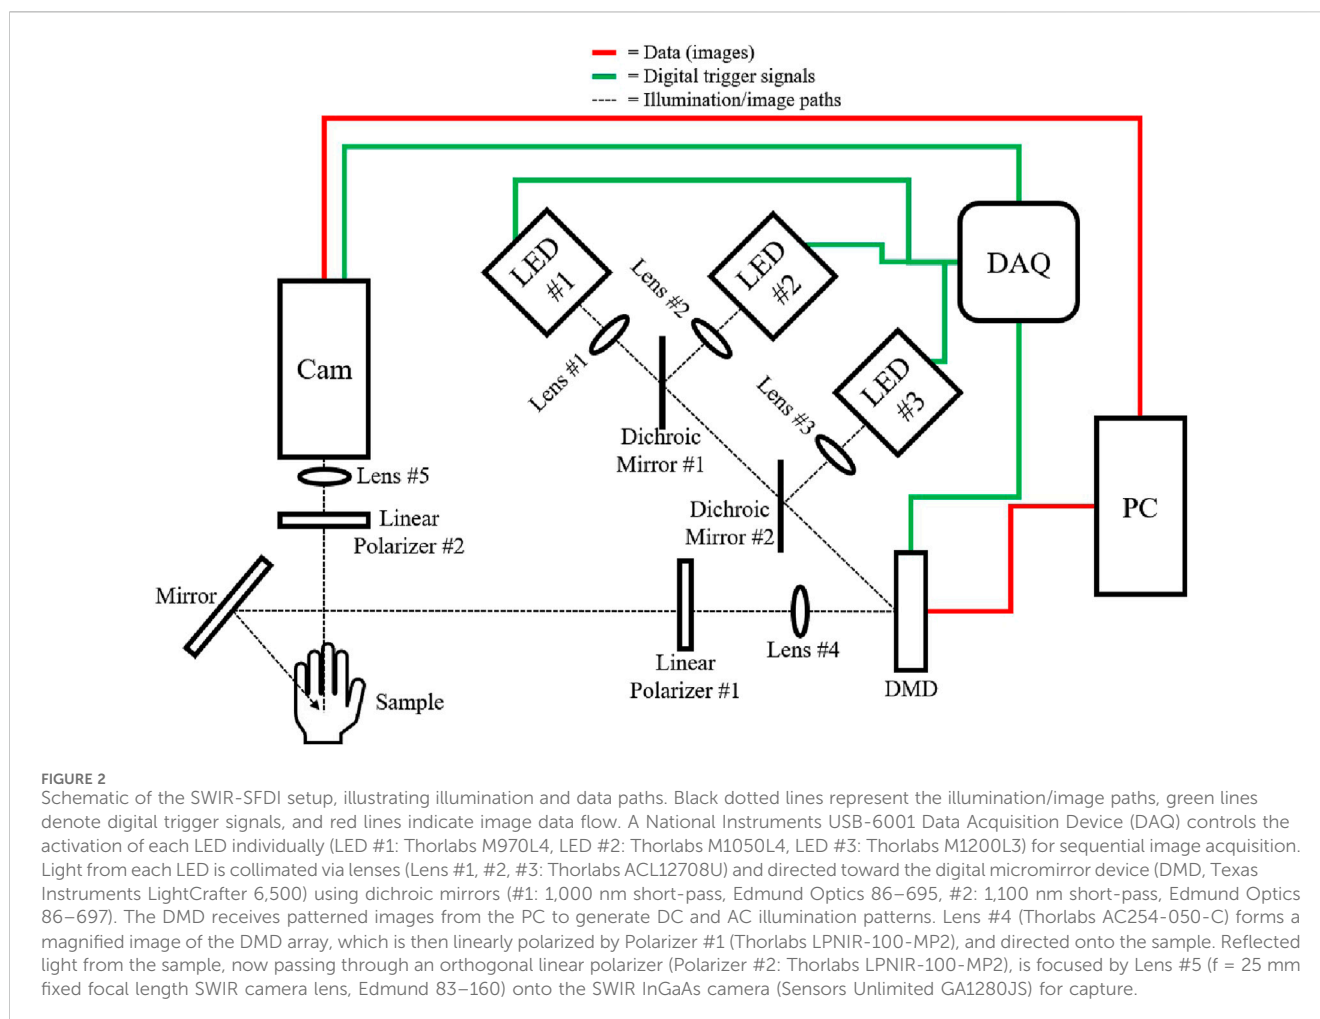 = Data (images)
= Digital trigger signals
= Illumination/image paths
LED
#1
LED
#2
DAQ
Lens #2
Lens #1
Cam
LED
#3
Lens #3
Dichroic
Mirror #1
Lens #5
Linear
Polarizer #2
Dichroic
Mirror #2
PC
Mirror
Lens #4
Linear
Polarizer #1
DMD
Sample
FIGURE 2
Schematic of the SWIR-SFDI setup, illustrating illumination and data paths. Black dotted lines represent the illumination/image paths, green lines
denote digital trigger signals, and red lines indicate image data flow. A National Instruments USB-6001 Data Acquisition Device (DAQ) controls the
activation of each LED individually (LED #1: Thorlabs M970L4, LED #2: Thorlabs M1050L4, LED #3: Thorlabs M1200L3) for sequential image acquisition.
Light from each LED is collimated via lenses (Lens #1, #2, #3: Thorlabs ACL12708U) and directed toward the digital micromirror device (DMD, Texas
Instruments LightCrafter 6,500) using dichroic mirrors (#1: 1,000 nm short-pass, Edmund Optics 86–695, #2: 1,100 nm short-pass, Edmund Optics
86–697). The DMD receives patterned images from the PC to generate DC and AC illumination patterns. Lens #4 (Thorlabs AC254-050-C) forms a
magnified image of the DMD array, which is then linearly polarized by Polarizer #1 (Thorlabs LPNIR-100-MP2), and directed onto the sample. Reflected
light from the sample, now passing through an orthogonal linear polarizer (Polarizer #2: Thorlabs LPNIR-100-MP2), is focused by Lens #5 (f = 25 mm
fixed focal length SWIR camera lens, Edmund 83–160) onto the SWIR InGaAs camera (Sensors Unlimited GA1280JS) for capture.